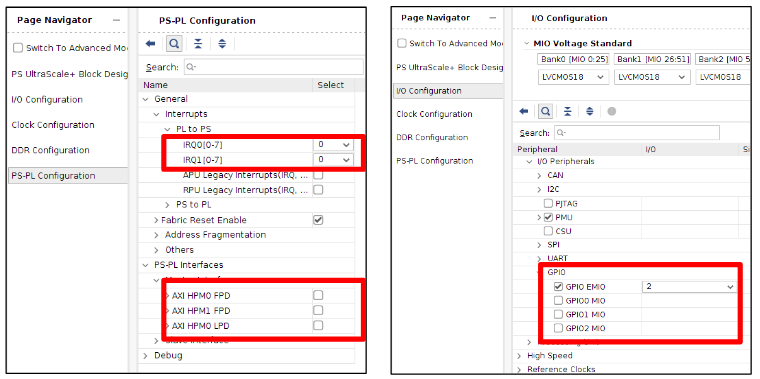 Page Navigator
Switch To Advanced Mo
PS UltraScale+ Block Desig
I/O Configuration
Clock Configuration
DDR Configuration
PS-PL Configuration
PS-PL Configuration
Search: Q-
Name Select
General
Interrupts
PL to PS
IRQ0[0-7] 0
IRQ1[0-7] 0
APU Legacy Interrupts(IRQ, ...
RPU Legacy Interrupts(IRQ, ...
PS to PL
Fabric Reset Enable
Address Fragmentation
Others
PS-PL Interfaces
AXI HPM0 FPD
AXI HPM1 FPD
AXI HPM0 LPD
Debug
Page Navigator
Switch To Advanced Mo
PS UltraScale+ Block Desig
I/O Configuration
Clock Configuration
DDR Configuration
PS-PL Configuration
I/O Configuration
MIO Voltage Standard
Bank0 [MIO 0:25] Bank1 [MIO 26:51] Bank2 [MIO 5
LVCMOS18 LVCMOS18 LVCMOS18
Search: Q-
Peripheral I/O Si
I/O Peripherals
CAN
I2C
PJTAG
PMU
CSU
SPI
UART
GPIO
GPIO EMIO 2
GPIO0 MIO
GPIO1 MIO
GPIO2 MIO
High Speed
Reference Clocks